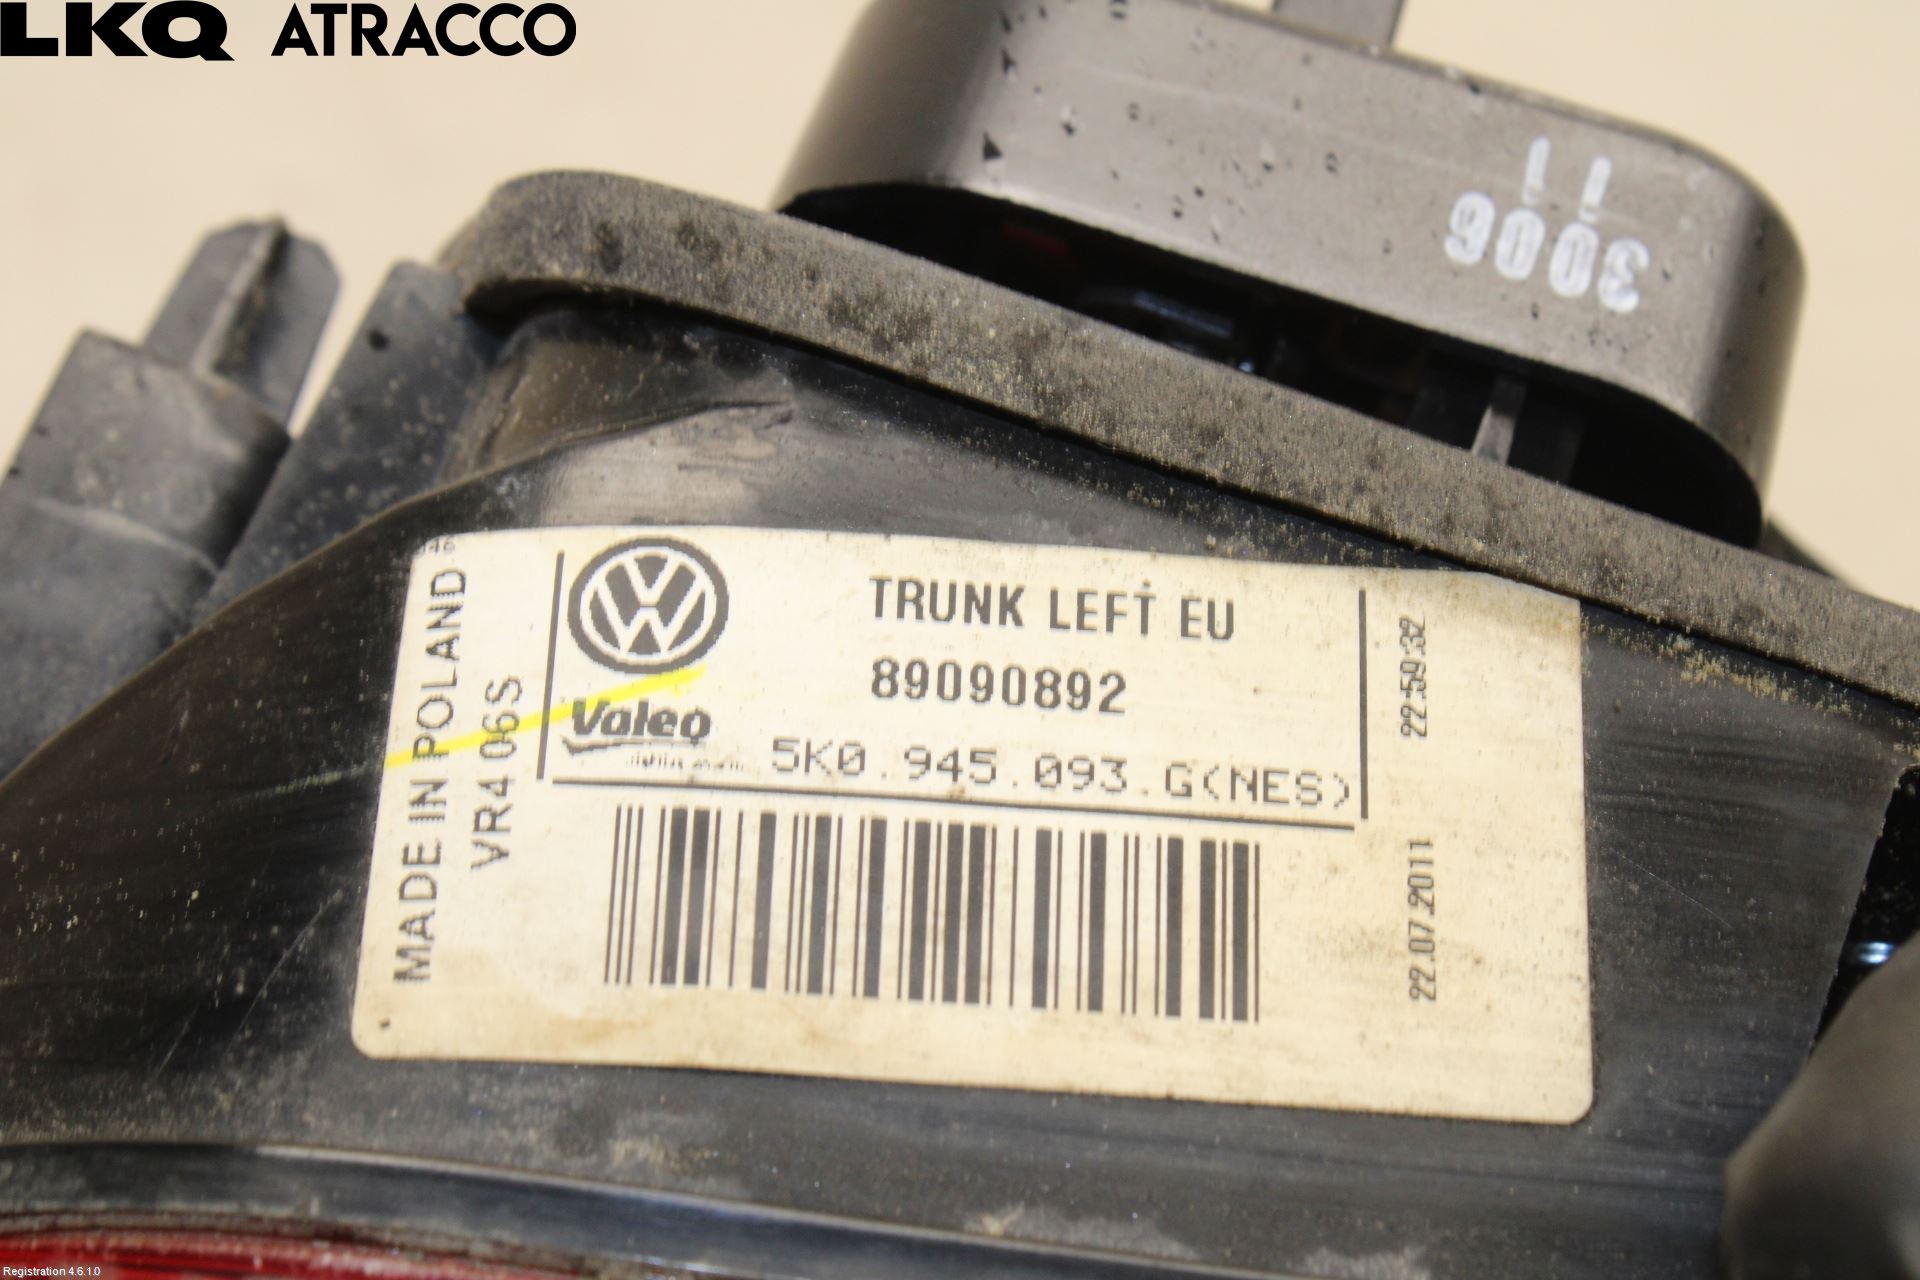 LKQ ATRACCO
11
3006
MADE IN POLAND
VR406S
TRUNK LEFT EU
89090892
Valeo
5K0.945.093.G(NES)
22:59:32
22.07.2011
Registration 4.6.1.0